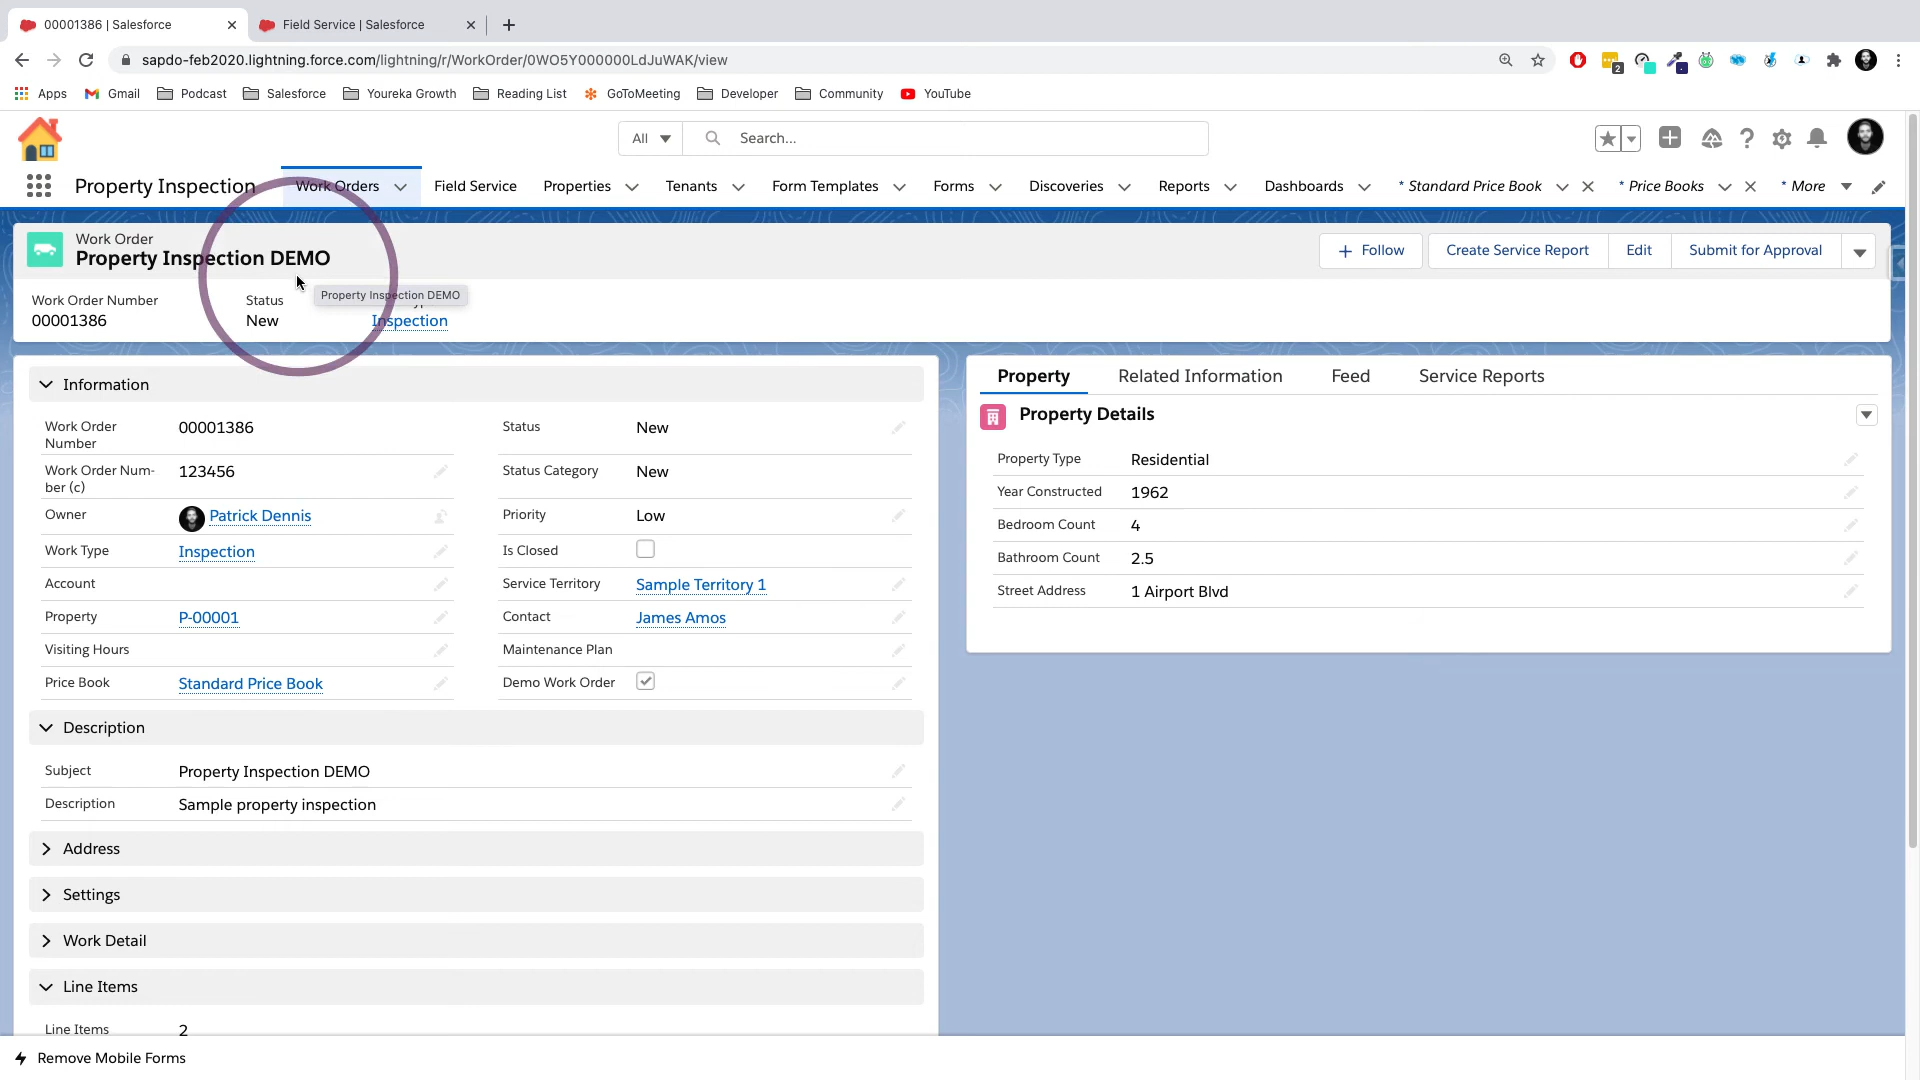 00001386 | Salesforce
Field Service | Salesforce
sapdo-feb2020.lightning.force.com/lightning/r/WorkOrder/0WO5Y000000LdJuWAK/view
2
Apps
Gmail
Podcast
Salesforce
Youreka Growth
Reading List
GoToMeeting
Developer
Community
YouTube
All
Search...
Property Inspection
Work Orders
Field Service
Properties
Tenants
Form Templates
Forms
Discoveries
Reports
Dashboards
* Standard Price Book
* Price Books
* More
Work Order
Property Inspection DEMO
Follow
Create Service Report
Edit
Submit for Approval
Work Order Number
00001386
Status
New
Property Inspection DEMO
Inspection
Information
Work Order Number
00001386
Status
New
Work Order Num-
ber (c)
123456
Status Category
New
Owner
Patrick Dennis
Priority
Low
Work Type
Inspection
Is Closed
Account
Service Territory
Sample Territory 1
Property
P-00001
Contact
James Amos
Visiting Hours
Maintenance Plan
Price Book
Standard Price Book
Demo Work Order
Description
Subject
Property Inspection DEMO
Description
Sample property inspection
Address
Settings
Work Detail
Line Items
Line Items
2
Property
Related Information
Feed
Service Reports
Property Details
Property Type
Residential
Year Constructed
1962
Bedroom Count
4
Bathroom Count
2.5
Street Address
1 Airport Blvd
Remove Mobile Forms